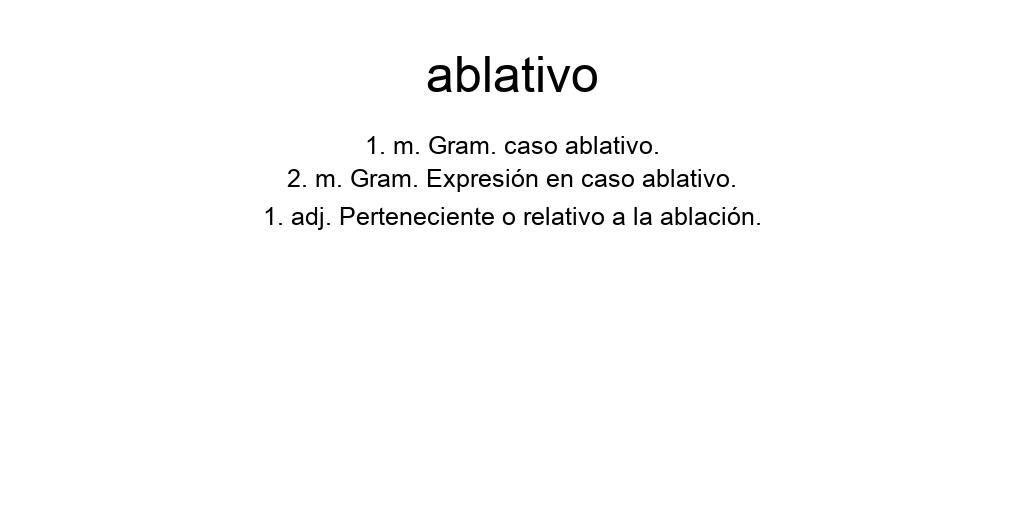 ablativo
1. m. Gram. caso ablativo.
2. m. Gram. Expresión en caso ablativo.
1. adj. Perteneciente o relativo a la ablación.